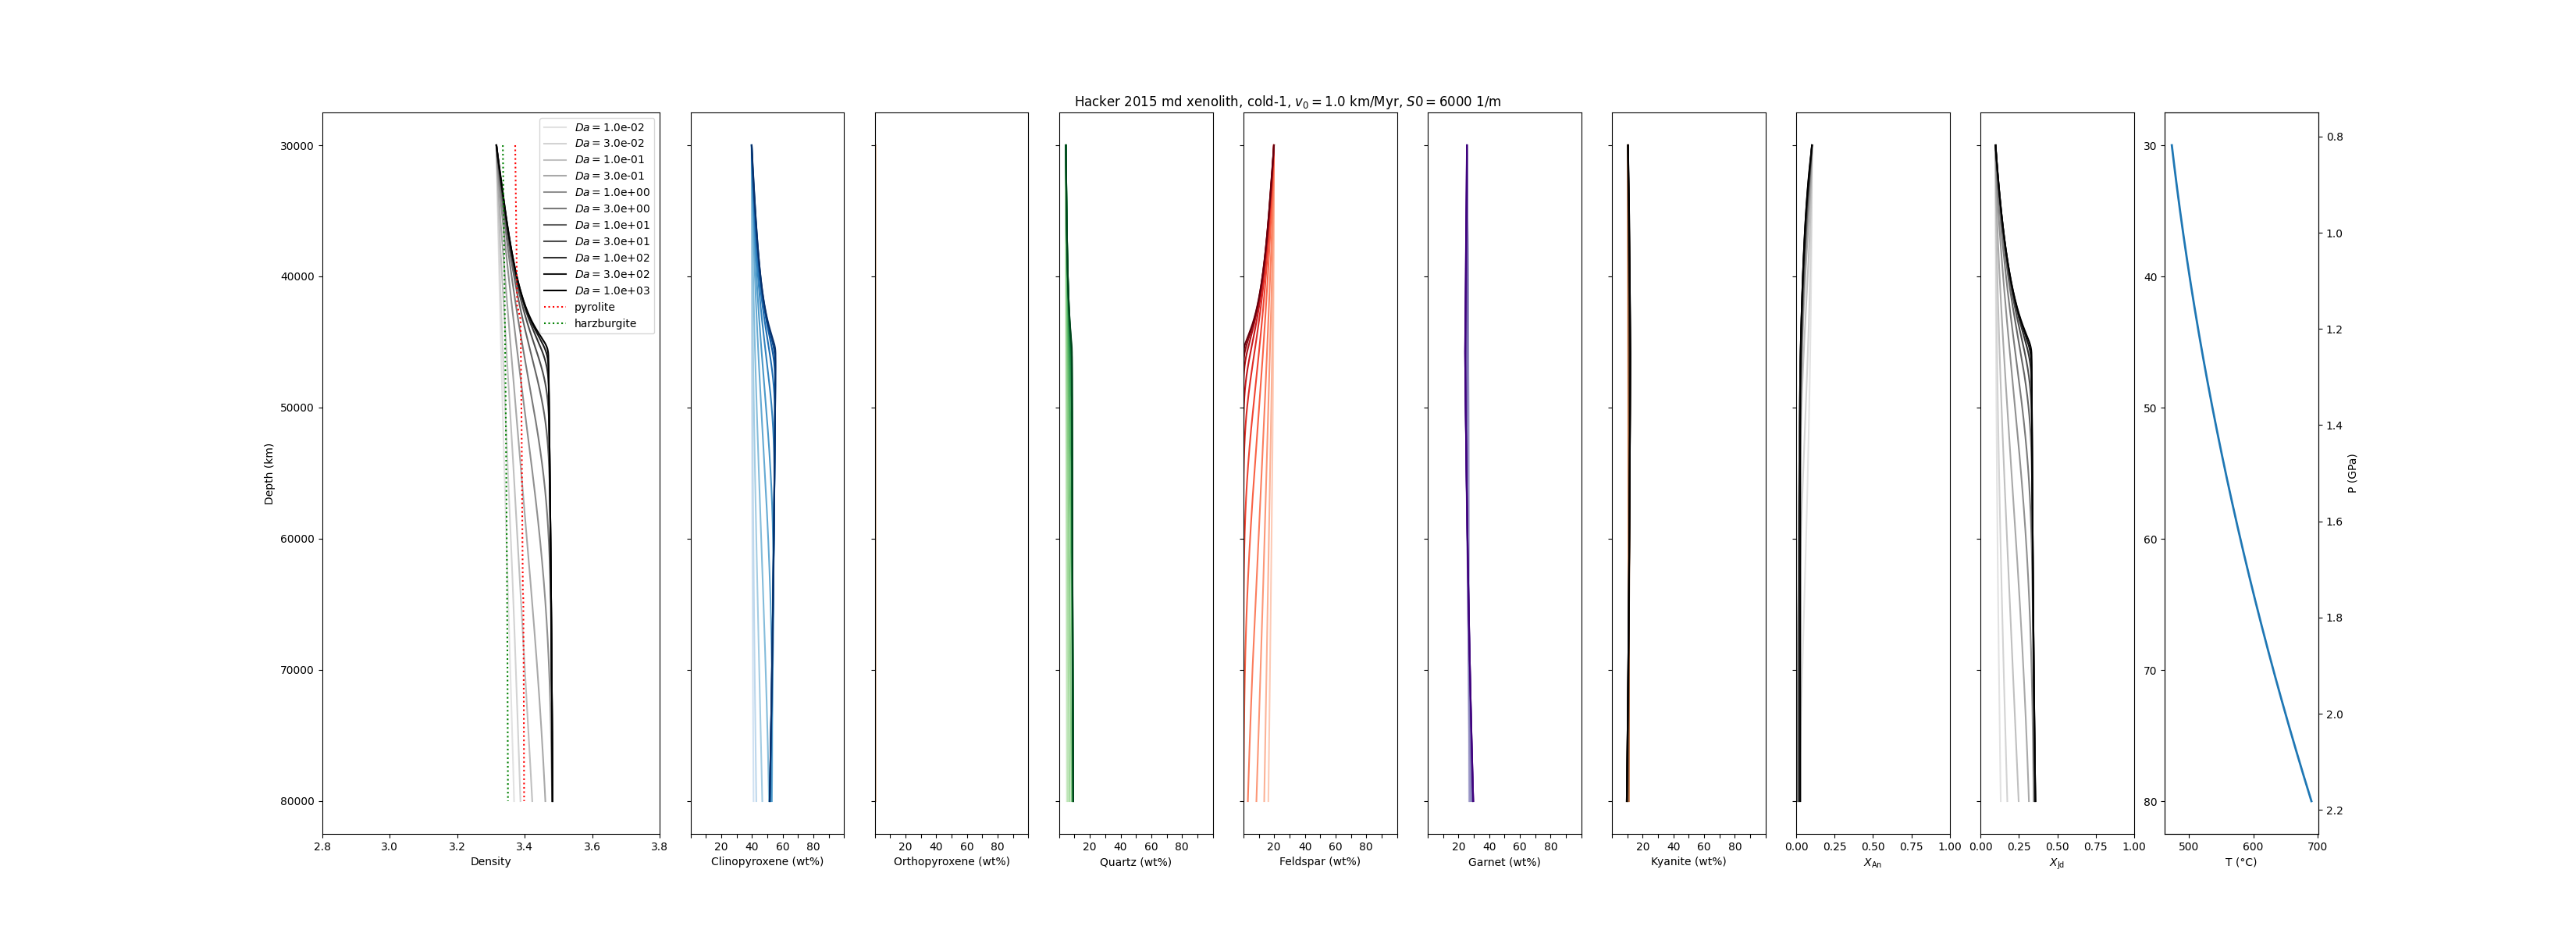 Hacker 2015 md xenolith, cold-1, v₀ = 1.0 km/Myr, S0 = 6000 1/m
Da = 1.0e-02
Da = 3.0e-02
Da = 1.0e-01
Da = 3.0e-01
Da = 1.0e+00
Da = 3.0e+00
Da = 1.0e+01
Da = 3.0e+01
Da = 1.0e+02
Da = 3.0e+02
Da = 1.0e+03
pyrolite
harzburgite
30000
40000
50000
60000
70000
80000
Depth (km)
2.8 3.0 3.2 3.4 3.6 3.8
Density
20 40 60 80
Clinopyroxene (wt%)
20 40 60 80
Orthopyroxene (wt%)
20 40 60 80
Quartz (wt%)
20 40 60 80
Feldspar (wt%)
20 40 60 80
Garnet (wt%)
20 40 60 80
Kyanite (wt%)
0.00 0.25 0.50 0.75 1.00
X_An
0.00 0.25 0.50 0.75 1.00
X_Jd
30
40
50
60
70
80
500 600 700
T (°C)
0.8
1.0
1.2
1.4
1.6
1.8
2.0
2.2
P (GPa)